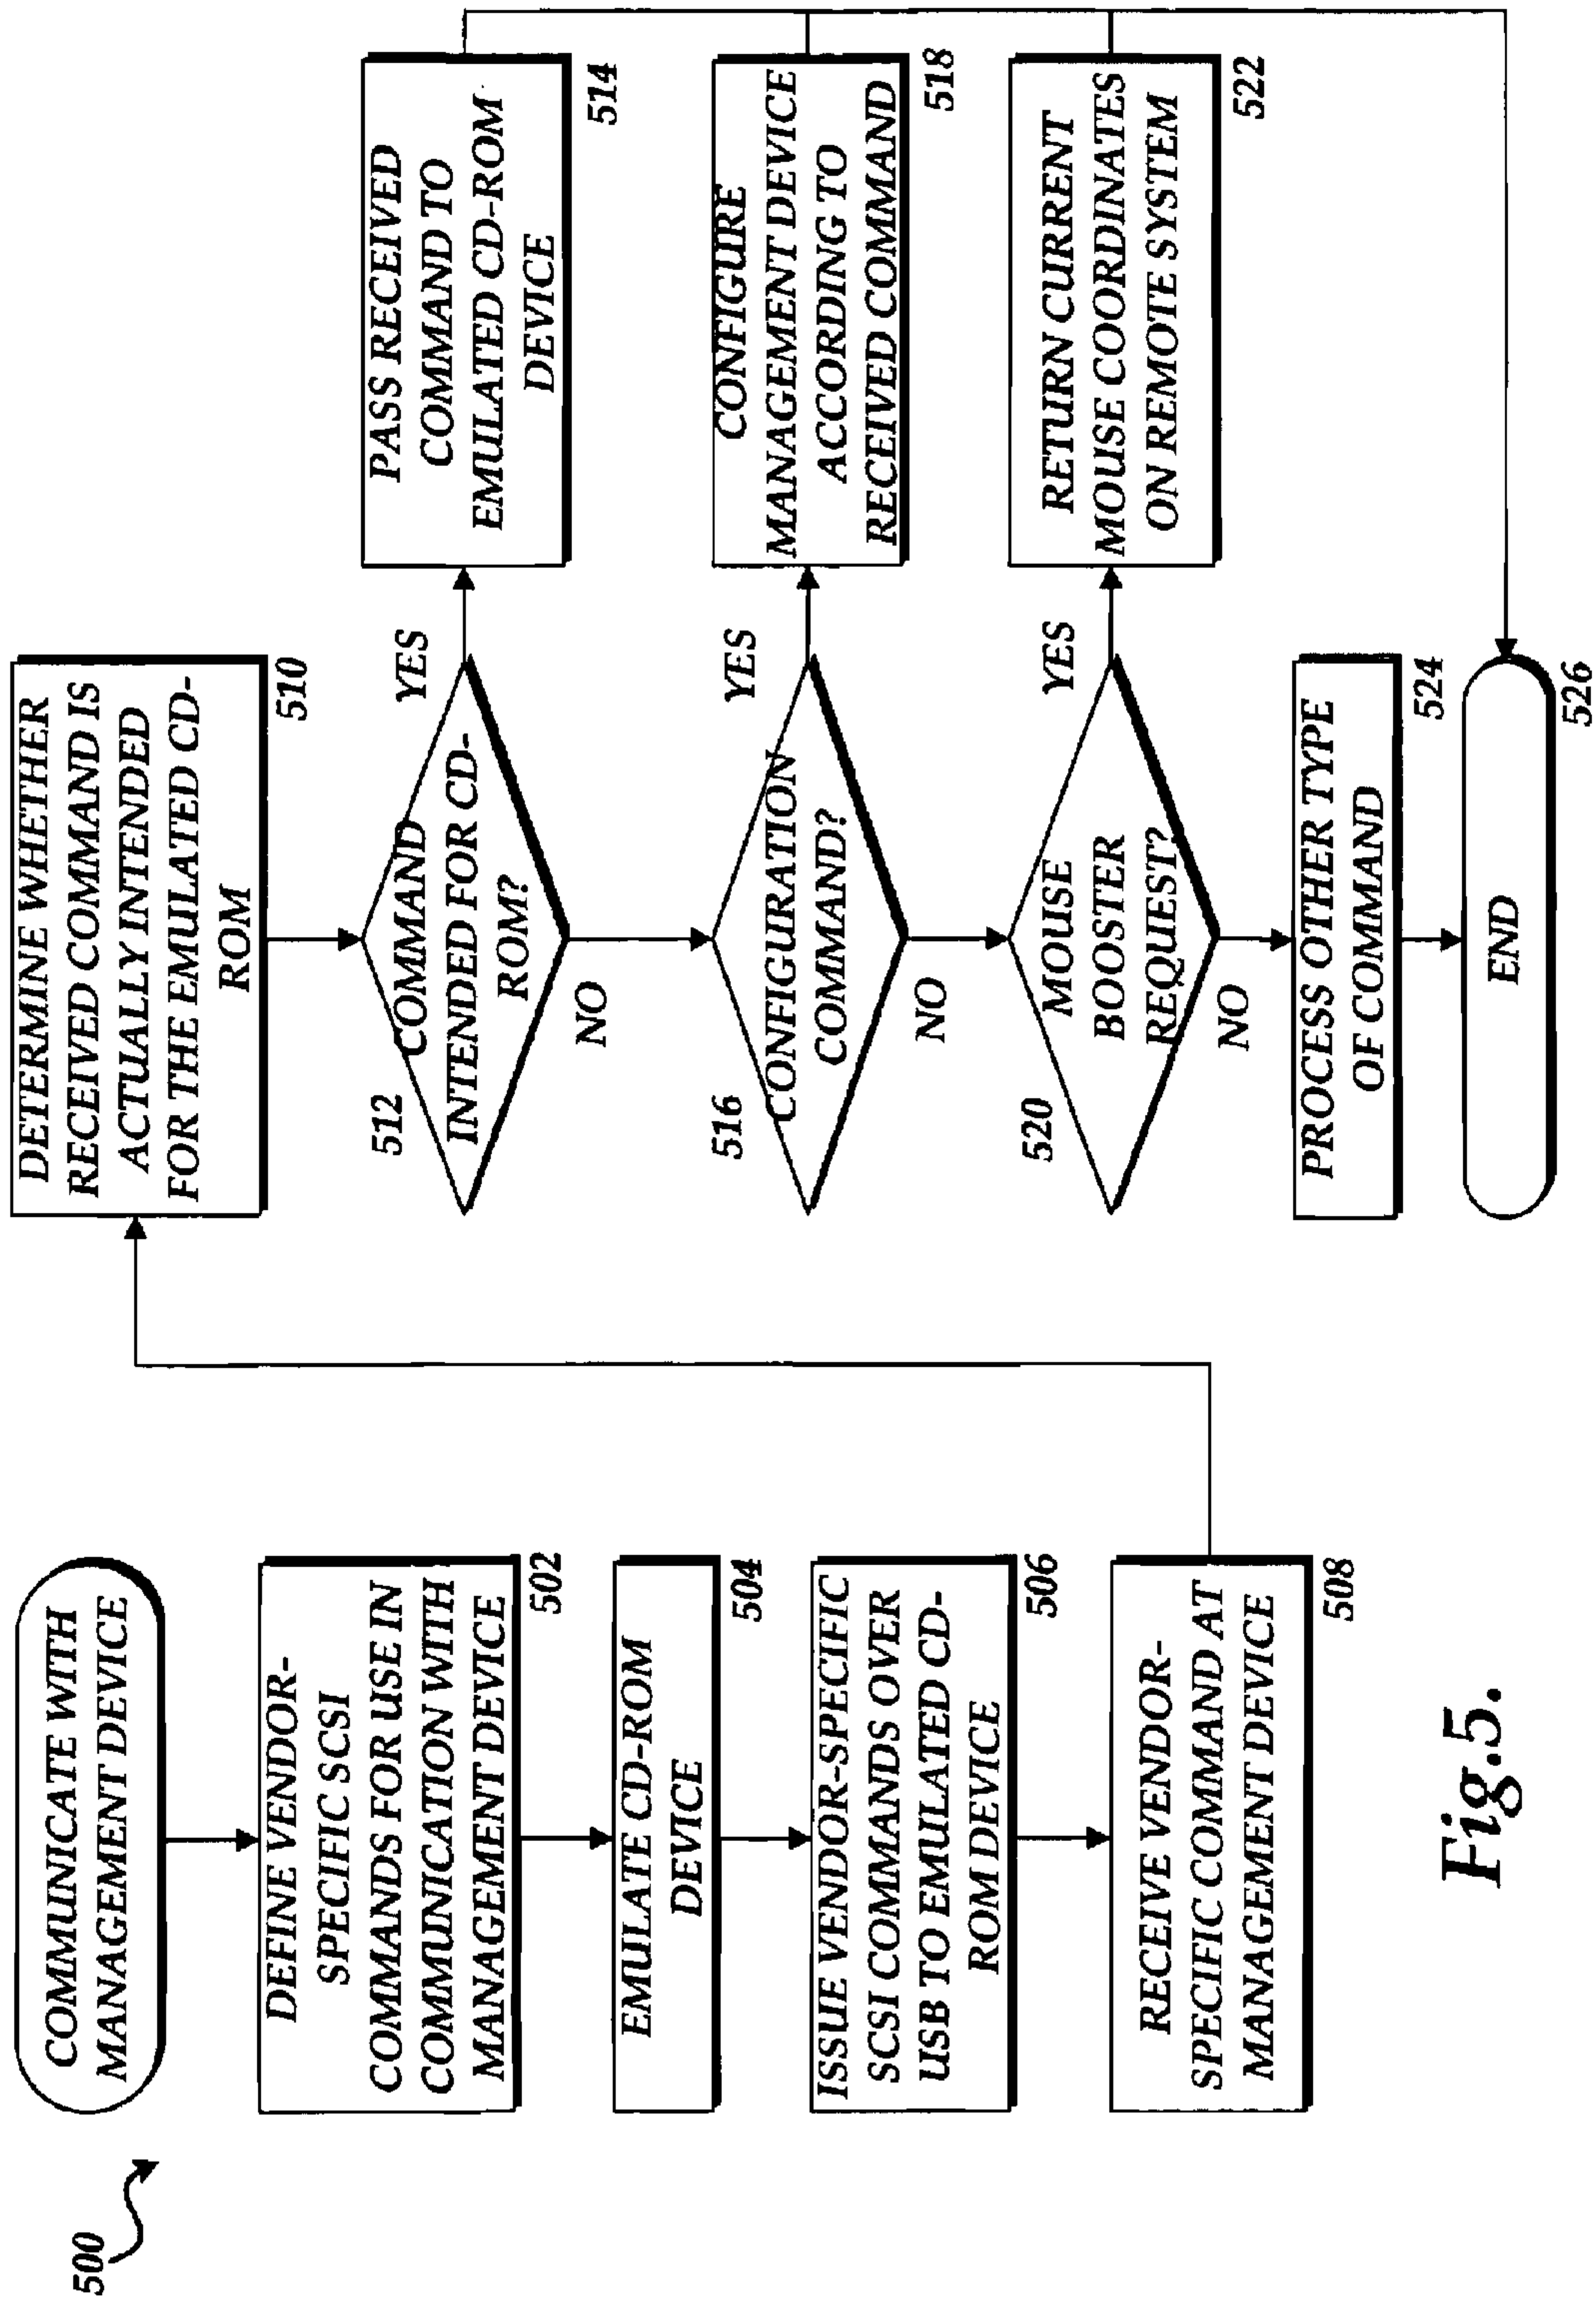 500
COMMUNICATE WITH
MANAGEMENT DEVICE
DEFINE VENDOR-
SPECIFIC SCSI
COMMANDS FOR USE IN
COMMUNICATION WITH
MANAGEMENT DEVICE
502
EMULATE CD-ROM
DEVICE
504
ISSUE VENDOR-SPECIFIC
SCSI COMMANDS OVER
USB TO EMULATED CD-
ROM DEVICE
506
RECEIVE VENDOR-
SPECIFIC COMMAND AT
MANAGEMENT DEVICE
508
DETERMINE WHETHER
RECEIVED COMMAND IS
ACTUALLY INTENDED
FOR THE EMULATED CD-
ROM
510
512
COMMAND
INTENDED FOR CD-
ROM?
YES
NO
PASS RECEIVED
COMMAND TO
EMULATED CD-ROM
DEVICE
514
516
CONFIGURATION
COMMAND?
YES
NO
CONFIGURE
MANAGEMENT DEVICE
ACCORDING TO
RECEIVED COMMAND
518
520
MOUSE
BOOSTER
REQUEST?
YES
NO
RETURN CURRENT
MOUSE COORDINATES
ON REMOTE SYSTEM
522
PROCESS OTHER TYPE
OF COMMAND
524
END
526
Fig.5.